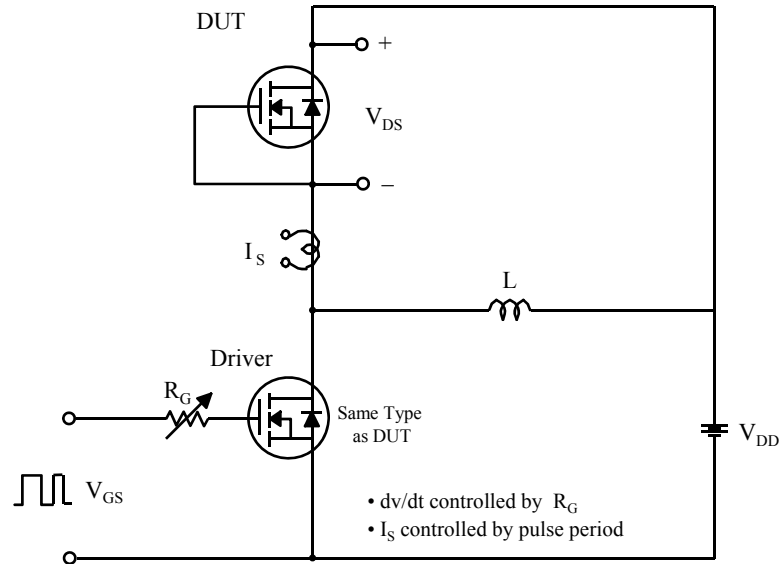 DUT
+
V_DS
–
I_S
L
Driver
R_G
Same Type
as DUT
V_DD
V_GS
• dv/dt controlled by R_G
• I_S controlled by pulse period